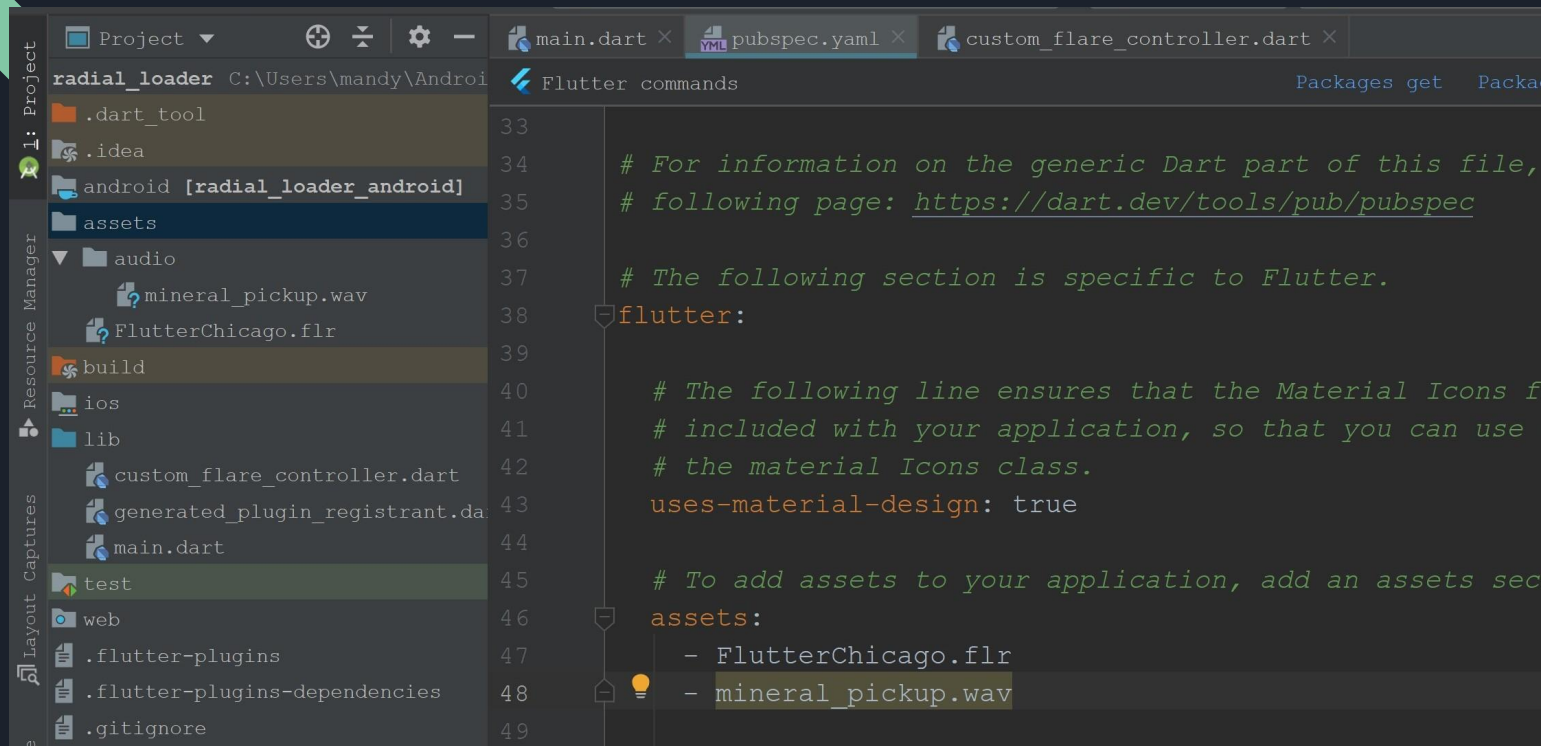 1: Project
Resource Manager
Layout Captures
Project
radial_loader C:\Users\mandy\Androi
.dart_tool
.idea
android [radial_loader_android]
assets
audio
mineral_pickup.wav
FlutterChicago.flr
build
ios
lib
custom_flare_controller.dart
generated_plugin_registrant.da
main.dart
test
web
.flutter-plugins
.flutter-plugins-dependencies
.gitignore
main.dart
YML pubspec.yaml
custom_flare_controller.dart
Flutter commands Packages get Packa
33
34 # For information on the generic Dart part of this file,
35 # following page: https://dart.dev/tools/pub/pubspec
36
37 # The following section is specific to Flutter.
38 flutter:
39
40 # The following line ensures that the Material Icons f
41 # included with your application, so that you can use
42 # the material Icons class.
43 uses-material-design: true
44
45 # To add assets to your application, add an assets sec
46 assets:
47 - FlutterChicago.flr
48 - mineral_pickup.wav
49